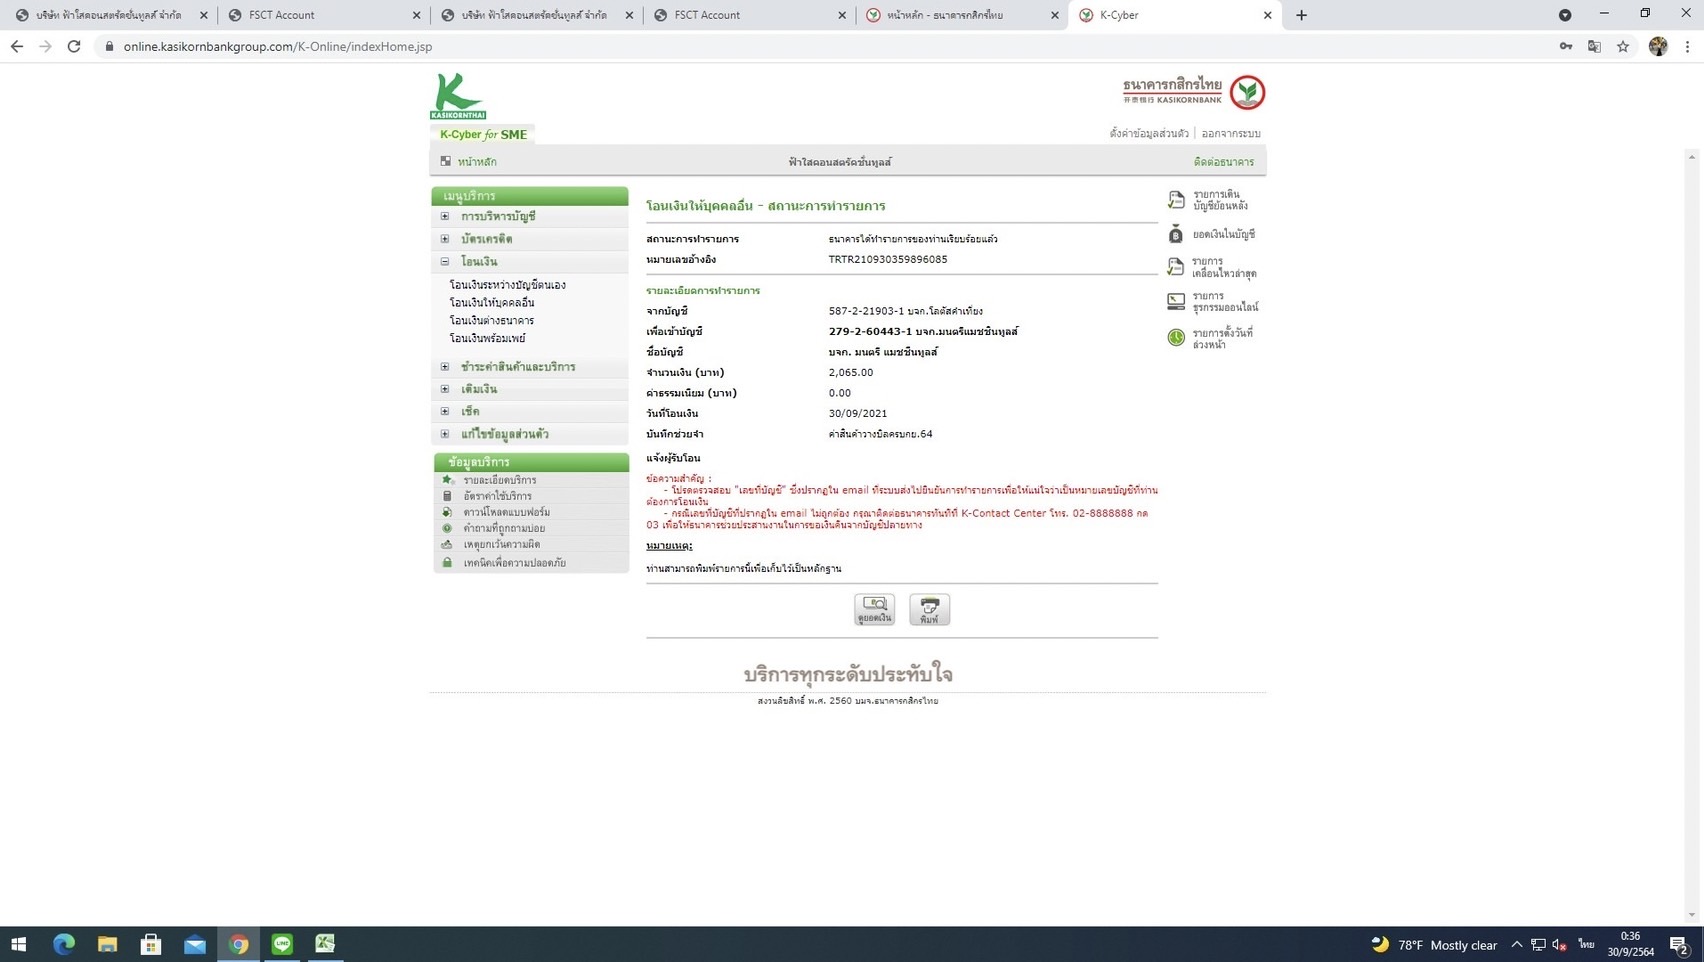 บริษัท ฟ้าใสคอนสตรัคชั่นทูลส์ จำกัด
FSCT Account
บริษัท ฟ้าใสคอนสตรัคชั่นทูลส์ จำกัด
FSCT Account
หน้าหลัก - ธนาคารกสิกรไทย
K-Cyber
online.kasikornbankgroup.com/K-Online/indexHome.jsp
KASIKORNTHAI
ธนาคารกสิกรไทย
开泰银行 KASIKORNBANK
K-Cyber for SME
ตั้งค่าข้อมูลส่วนตัว
ออกจากระบบ
หน้าหลัก
ฟ้าใสคอนสตรัคชั่นทูลส์
ติดต่อธนาคาร
เมนูบริการ
การบริหารบัญชี
บัตรเครดิต
โอนเงิน
โอนเงินระหว่างบัญชีตนเอง
โอนเงินให้บุคคลอื่น
โอนเงินต่างธนาคาร
โอนเงินพร้อมเพย์
ชำระค่าสินค้าและบริการ
เติมเงิน
เช็ค
แก้ไขข้อมูลส่วนตัว
ข้อมูลบริการ
รายละเอียดบริการ
อัตราค่าใช้บริการ
ดาวน์โหลดแบบฟอร์ม
คำถามที่ถูกถามบ่อย
เหตุยกเว้นความผิด
เทคนิคเพื่อความปลอดภัย
โอนเงินให้บุคคลอื่น - สถานะการทำรายการ
สถานะการทำรายการ ธนาคารได้ทำรายการของท่านเรียบร้อยแล้ว
หมายเลขอ้างอิง TRTR210930359896085
รายละเอียดการทำรายการ
จากบัญชี 587-2-21903-1 บจก.โลตัสคำเที่ยง
เพื่อเข้าบัญชี 279-2-60443-1 บจก.มนตรีแมชชีนทูลส์
ชื่อบัญชี บจก. มนตรี แมชชีนทูลส์
จำนวนเงิน (บาท) 2,065.00
ค่าธรรมเนียม (บาท) 0.00
วันที่โอนเงิน 30/09/2021
บันทึกช่วยจำ ค่าสินค้าวางบิลครบกย.64
แจ้งผู้รับโอน
ข้อความสำคัญ :
- โปรดตรวจสอบ "เลขที่บัญชี" ซึ่งปรากฏใน email ที่ระบบส่งไปยืนยันการทำรายการเพื่อให้แน่ใจว่าเป็นหมายเลขบัญชีที่ท่าน
ต้องการโอนเงิน
- กรณีเลขที่บัญชีที่ปรากฏใน email ไม่ถูกต้อง กรุณาติดต่อธนาคารทันทีที่ K-Contact Center โทร. 02-8888888 กด
03 เพื่อให้ธนาคารช่วยประสานงานในการขอเงินคืนจากบัญชีปลายทาง
หมายเหตุ:
ท่านสามารถพิมพ์รายการนี้เพื่อเก็บไว้เป็นหลักฐาน
ดูยอดเงิน
พิมพ์
รายการเดิน
บัญชีย้อนหลัง
ยอดเงินในบัญชี
รายการ
เคลื่อนไหวล่าสุด
รายการ
ธุรกรรมออนไลน์
รายการตั้งวันที่
ล่วงหน้า
บริการทุกระดับประทับใจ
สงวนลิขสิทธิ์ พ.ศ. 2560 บมจ.ธนาคารกสิกรไทย
LINE
78°F Mostly clear
ไทย
0:36
30/9/2564
2